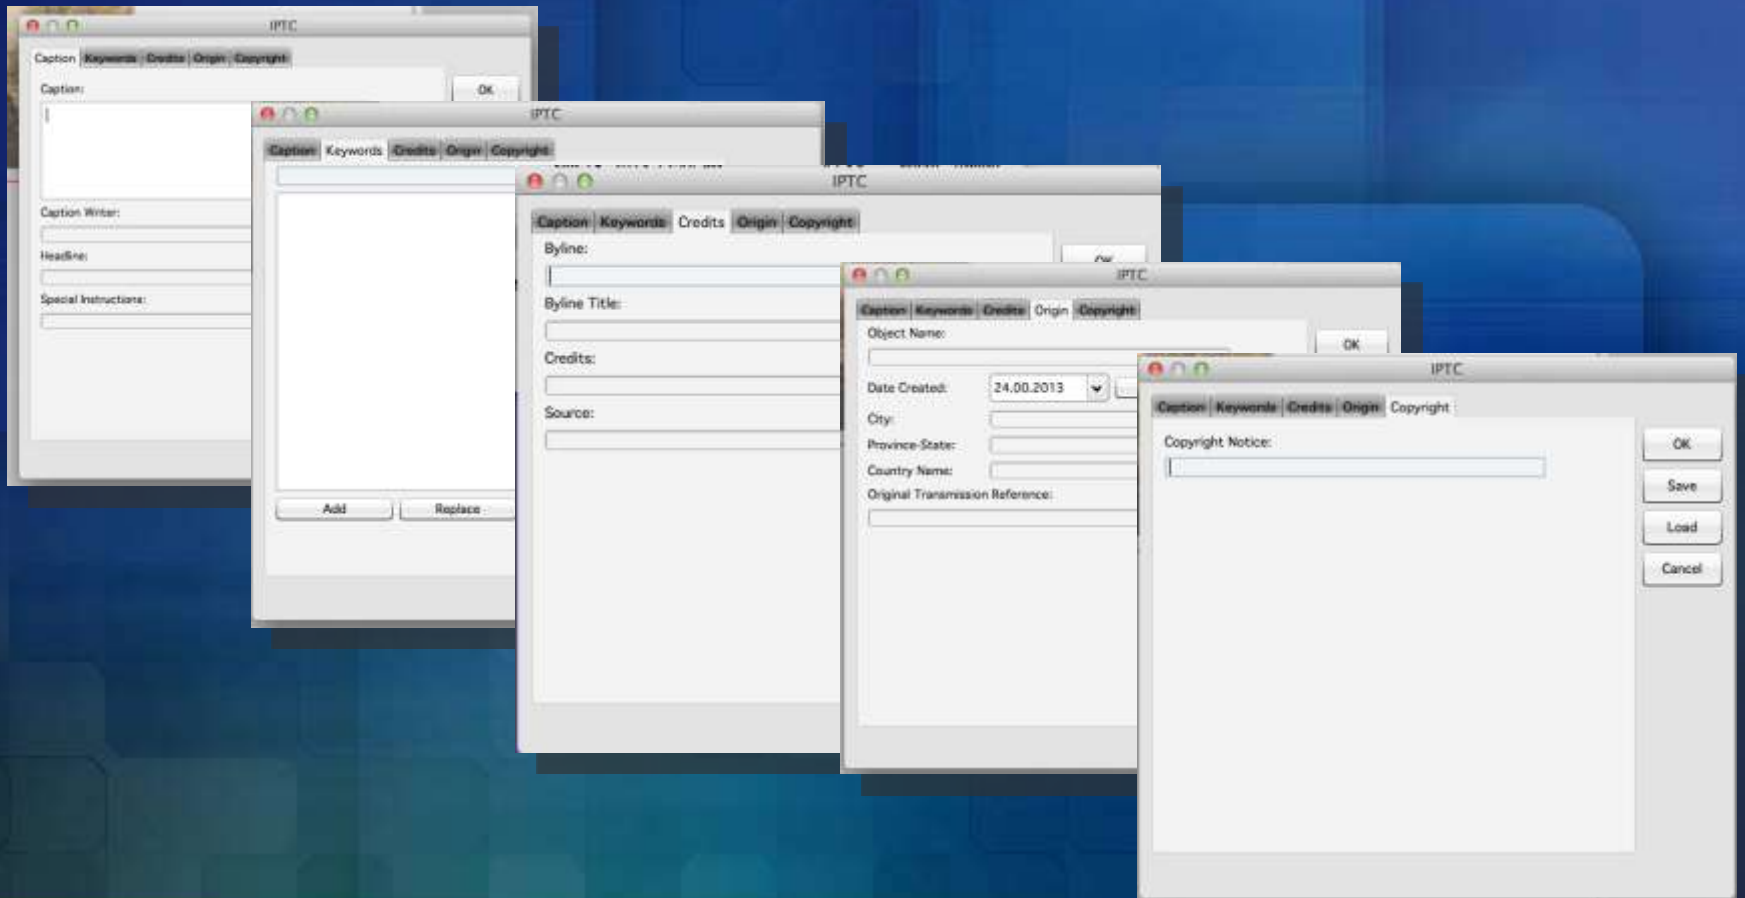 IPTC
Caption Keywords Credits Origin Copyright
Caption:
OK
Caption Writer:
Headline:
Special Instructions:
IPTC
Caption Keywords Credits Origin Copyright
Add Replace
IPTC
Caption Keywords Credits Origin Copyright
Byline:
OK
Byline Title:
Credits:
Source:
IPTC
Caption Keywords Credits Origin Copyright
Object Name:
OK
Date Created: 24.00.2013
City:
Province-State:
Country Name:
Original Transmission Reference:
IPTC
Caption Keywords Credits Origin Copyright
Copyright Notice:
OK
Save
Load
Cancel